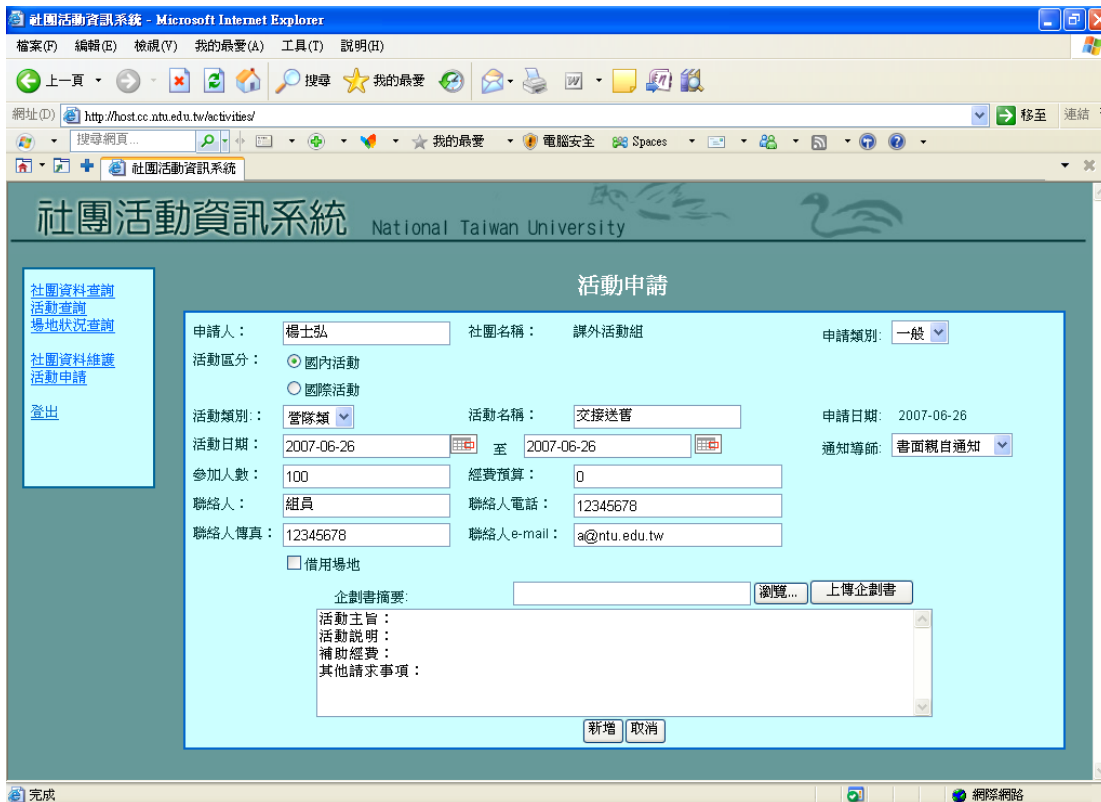 社團活動資訊系統 - Microsoft Internet Explorer
檔案(F) 編輯(E) 檢視(V) 我的最愛(A) 工具(T) 說明(H)
上一頁 搜尋 我的最愛
網址(D) http://host.cc.ntu.edu.tw/activities/ 移至 連結
搜尋網頁... 我的最愛 電腦安全 Spaces
社團活動資訊系統
社團活動資訊系統 National Taiwan University
社團資料查詢
活動查詢
場地狀況查詢
社團資料維護
活動申請
登出
活動申請
申請人: 楊士弘 社團名稱: 課外活動組 申請類別: 一般
活動區分: 國內活動
國際活動
活動類別:: 營隊類 活動名稱: 交接送舊 申請日期: 2007-06-26
活動日期: 2007-06-26 至 2007-06-26 通知導師: 書面親自通知
參加人數: 100 經費預算: 0
聯絡人: 組員 聯絡人電話: 12345678
聯絡人傳真: 12345678 聯絡人e-mail: a@ntu.edu.tw
借用場地
企劃書摘要: 瀏覽... 上傳企劃書
活動主旨:
活動說明:
補助經費:
其他請求事項:
新增 取消
完成 網際網路